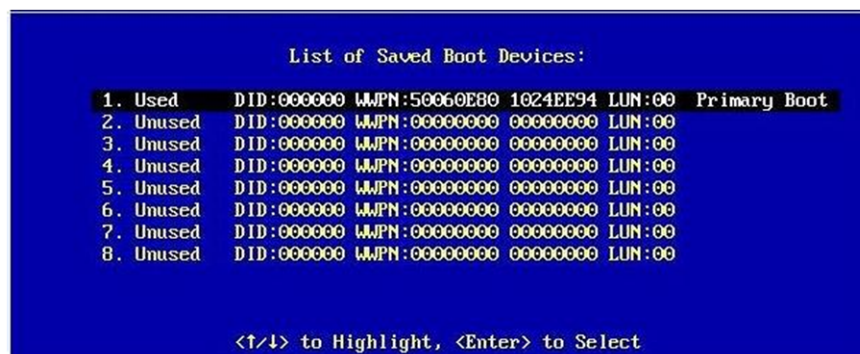 List of Saved Boot Devices:
1. Used DID:000000 WWPN:50060E80 1024EE94 LUN:00 Primary Boot
2. Unused DID:000000 WWPN:00000000 00000000 LUN:00
3. Unused DID:000000 WWPN:00000000 00000000 LUN:00
4. Unused DID:000000 WWPN:00000000 00000000 LUN:00
5. Unused DID:000000 WWPN:00000000 00000000 LUN:00
6. Unused DID:000000 WWPN:00000000 00000000 LUN:00
7. Unused DID:000000 WWPN:00000000 00000000 LUN:00
8. Unused DID:000000 WWPN:00000000 00000000 LUN:00
<↑/↓> to Highlight, <Enter> to Select